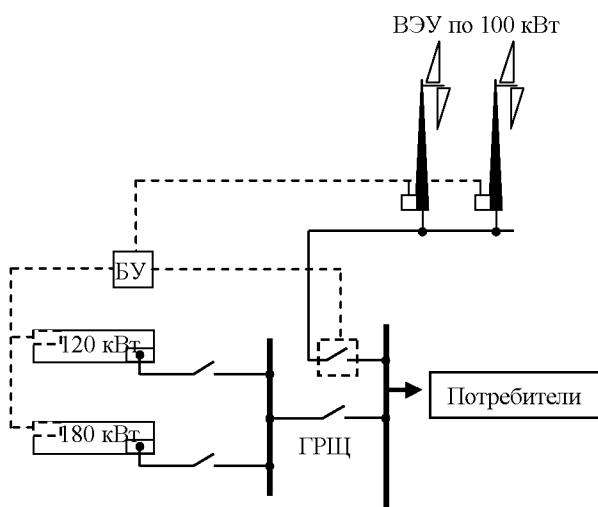 ВЭУ по 100 кВт
БУ
120 кВт
180 кВт
Потребители
ГРЩ